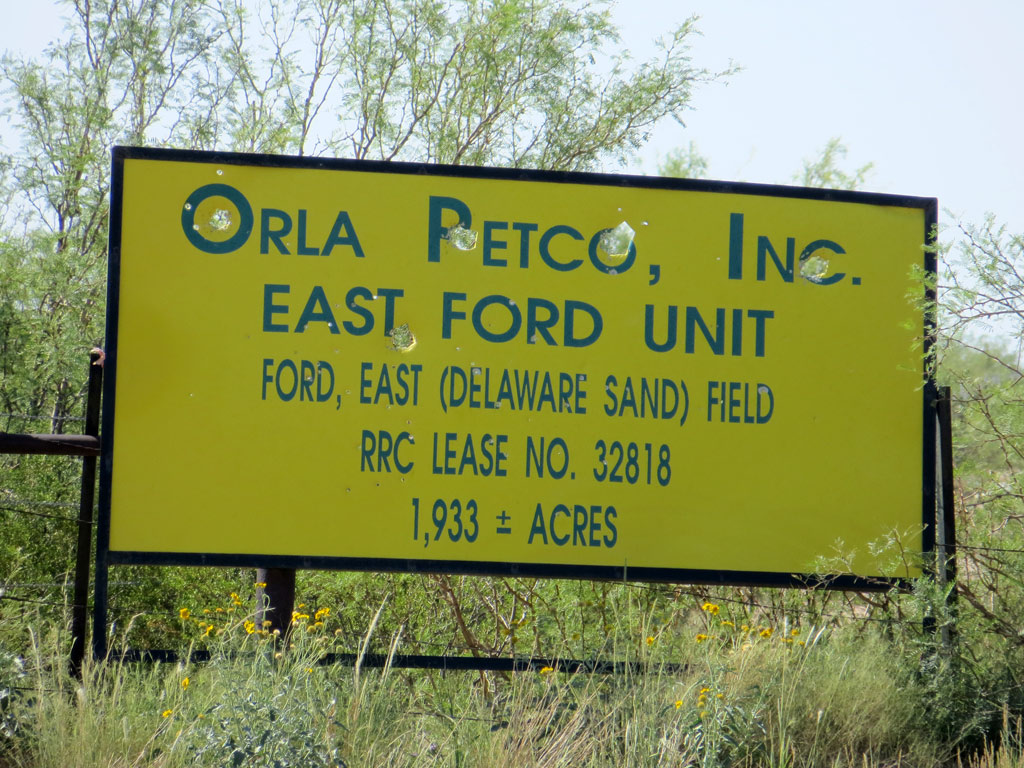 ORLA PETCO, INC.
EAST FORD UNIT
FORD, EAST (DELAWARE SAND) FIELD
RRC LEASE NO. 32818
1,933 ± ACRES